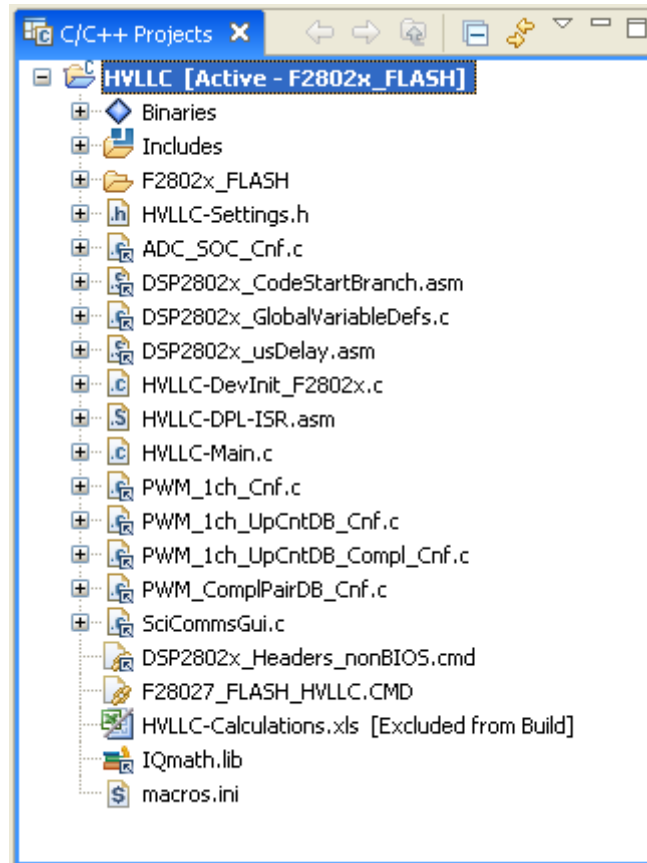 C/C++ Projects
HVLLC [Active - F2802x_FLASH]
Binaries
Includes
F2802x_FLASH
HVLLC-Settings.h
ADC_SOC_Cnf.c
DSP2802x_CodeStartBranch.asm
DSP2802x_GlobalVariableDefs.c
DSP2802x_usDelay.asm
HVLLC-DevInit_F2802x.c
HVLLC-DPL-ISR.asm
HVLLC-Main.c
PWM_1ch_Cnf.c
PWM_1ch_UpCntDB_Cnf.c
PWM_1ch_UpCntDB_Compl_Cnf.c
PWM_ComplPairDB_Cnf.c
SciCommsGui.c
DSP2802x_Headers_nonBIOS.cmd
F28027_FLASH_HVLLC.CMD
HVLLC-Calculations.xls [Excluded from Build]
IQmath.lib
macros.ini